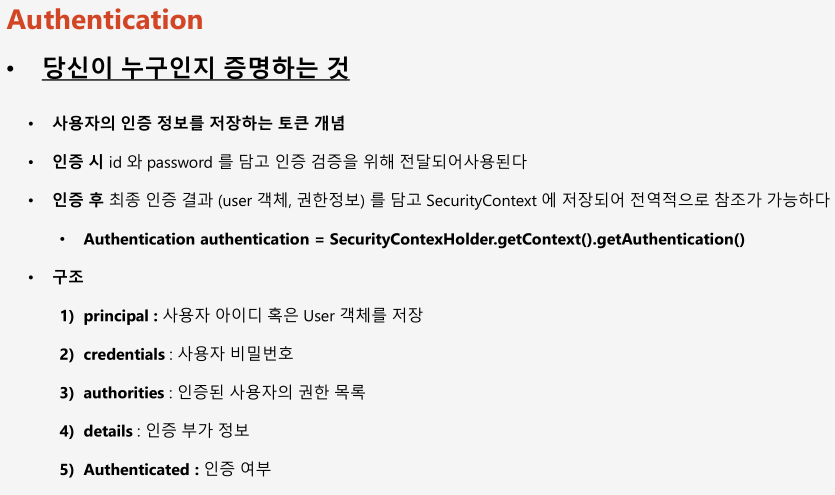 Authentication
• 당신이 누구인지 증명하는 것
• 사용자의 인증 정보를 저장하는 토큰 개념
• 인증 시 id 와 password 를 담고 인증 검증을 위해 전달되어사용된다
• 인증 후 최종 인증 결과 (user 객체, 권한정보) 를 담고 SecurityContext 에 저장되어 전역적으로 참조가 가능하다
• Authentication authentication = SecurityContexHolder.getContext().getAuthentication()
• 구조
1) principal : 사용자 아이디 혹은 User 객체를 저장
2) credentials : 사용자 비밀번호
3) authorities : 인증된 사용자의 권한 목록
4) details : 인증 부가 정보
5) Authenticated : 인증 여부